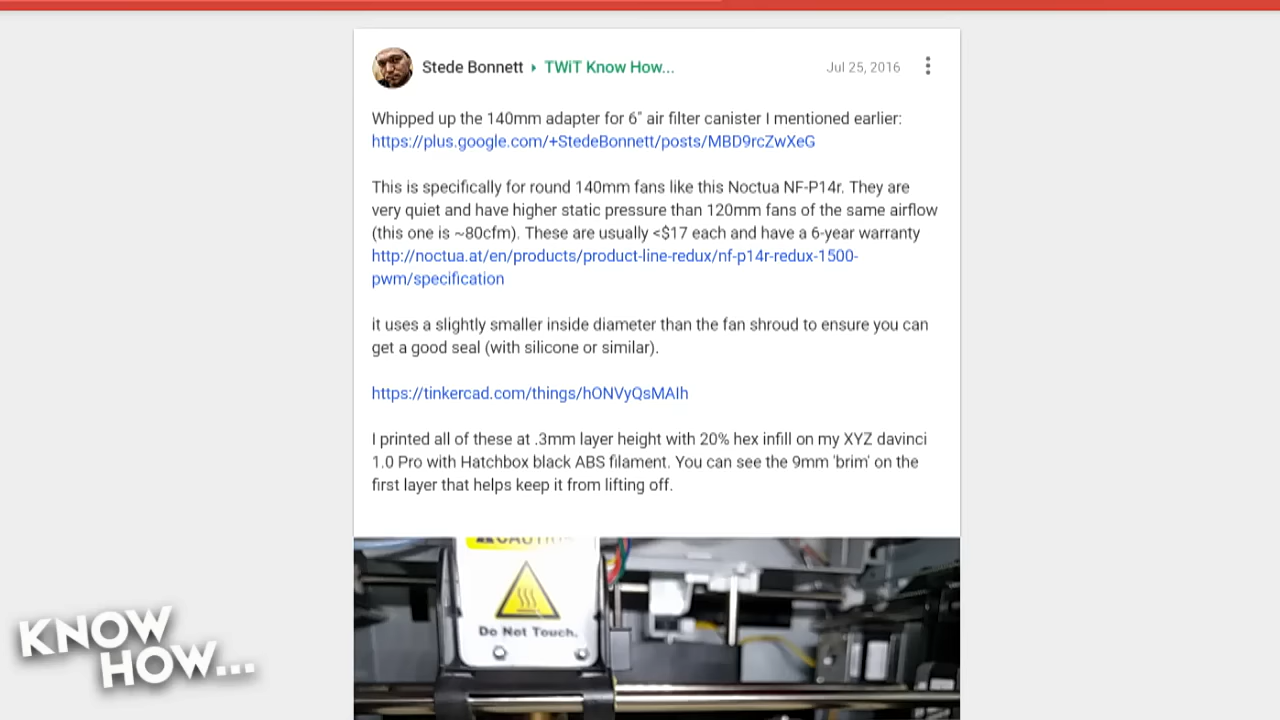 Stede Bonnett ▸ TWiT Know How...
Jul 25, 2016
Whipped up the 140mm adapter for 6" air filter canister I mentioned earlier:
https://plus.google.com/+StedeBonnett/posts/MBD9rcZwXeG
This is specifically for round 140mm fans like this Noctua NF-P14r. They are
very quiet and have higher static pressure than 120mm fans of the same airflow
(this one is ~80cfm). These are usually <$17 each and have a 6-year warranty
http://noctua.at/en/products/product-line-redux/nf-p14r-redux-1500-
pwm/specification
it uses a slightly smaller inside diameter than the fan shroud to ensure you can
get a good seal (with silicone or similar).
https://tinkercad.com/things/hONVyQsMAIh
I printed all of these at .3mm layer height with 20% hex infill on my XYZ davinci
1.0 Pro with Hatchbox black ABS filament. You can see the 9mm 'brim' on the
first layer that helps keep it from lifting off.
CAUTION
Do Not Touch.
KNOW
HOW...